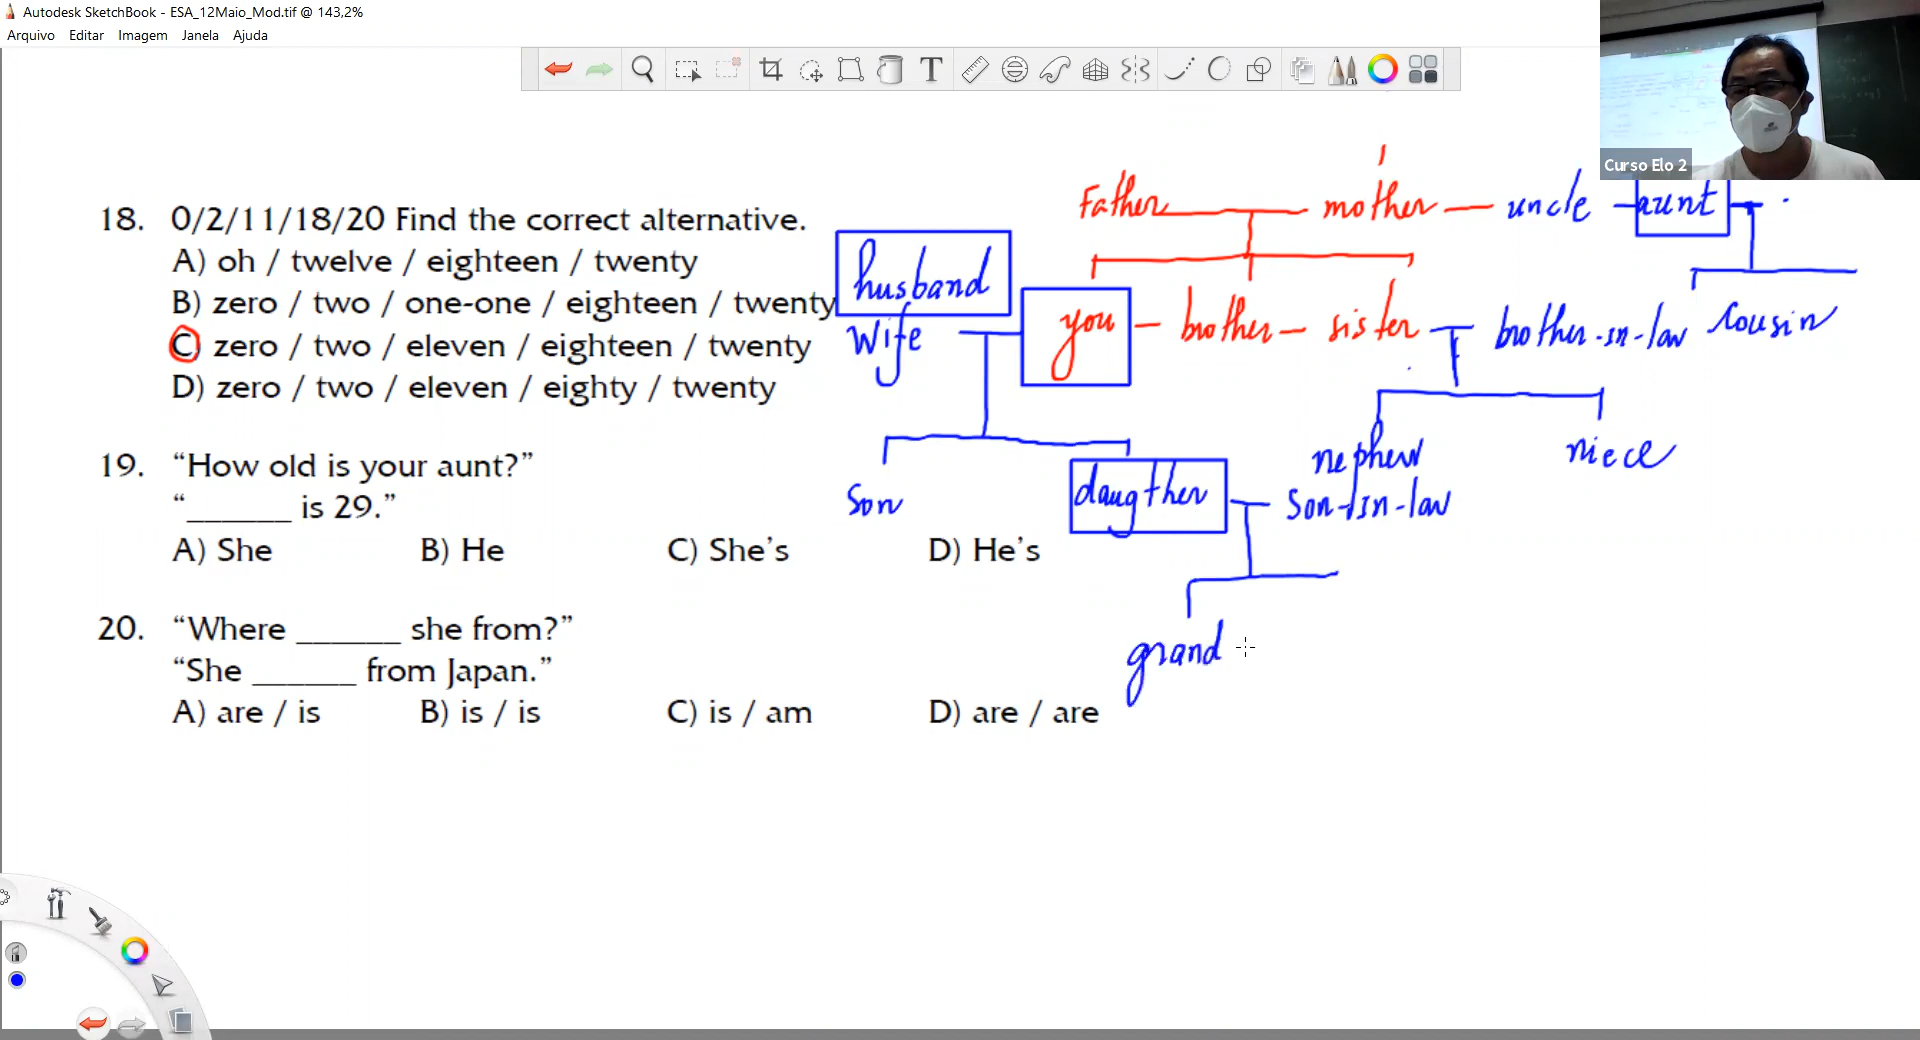 Autodesk SketchBook - ESA_12Maio_Mod.tif @ 143,2%
Arquivo Editar Imagem Janela Ajuda
Curso Elo 2
18. 0/2/11/18/20 Find the correct alternative.
A) oh / twelve / eighteen / twenty
B) zero / two / one-one / eighteen / twenty
C) zero / two / eleven / eighteen / twenty
D) zero / two / eleven / eighty / twenty
19. “How old is your aunt?”
“______ is 29.”
A) She B) He C) She’s D) He’s
20. “Where ______ she from?”
“She ______ from Japan.”
A) are / is B) is / is C) is / am D) are / are
Father mother uncle aunt
husband
wife you brother sister brother-in-law cousin
nephew niece
son daugther son-in-law
grand